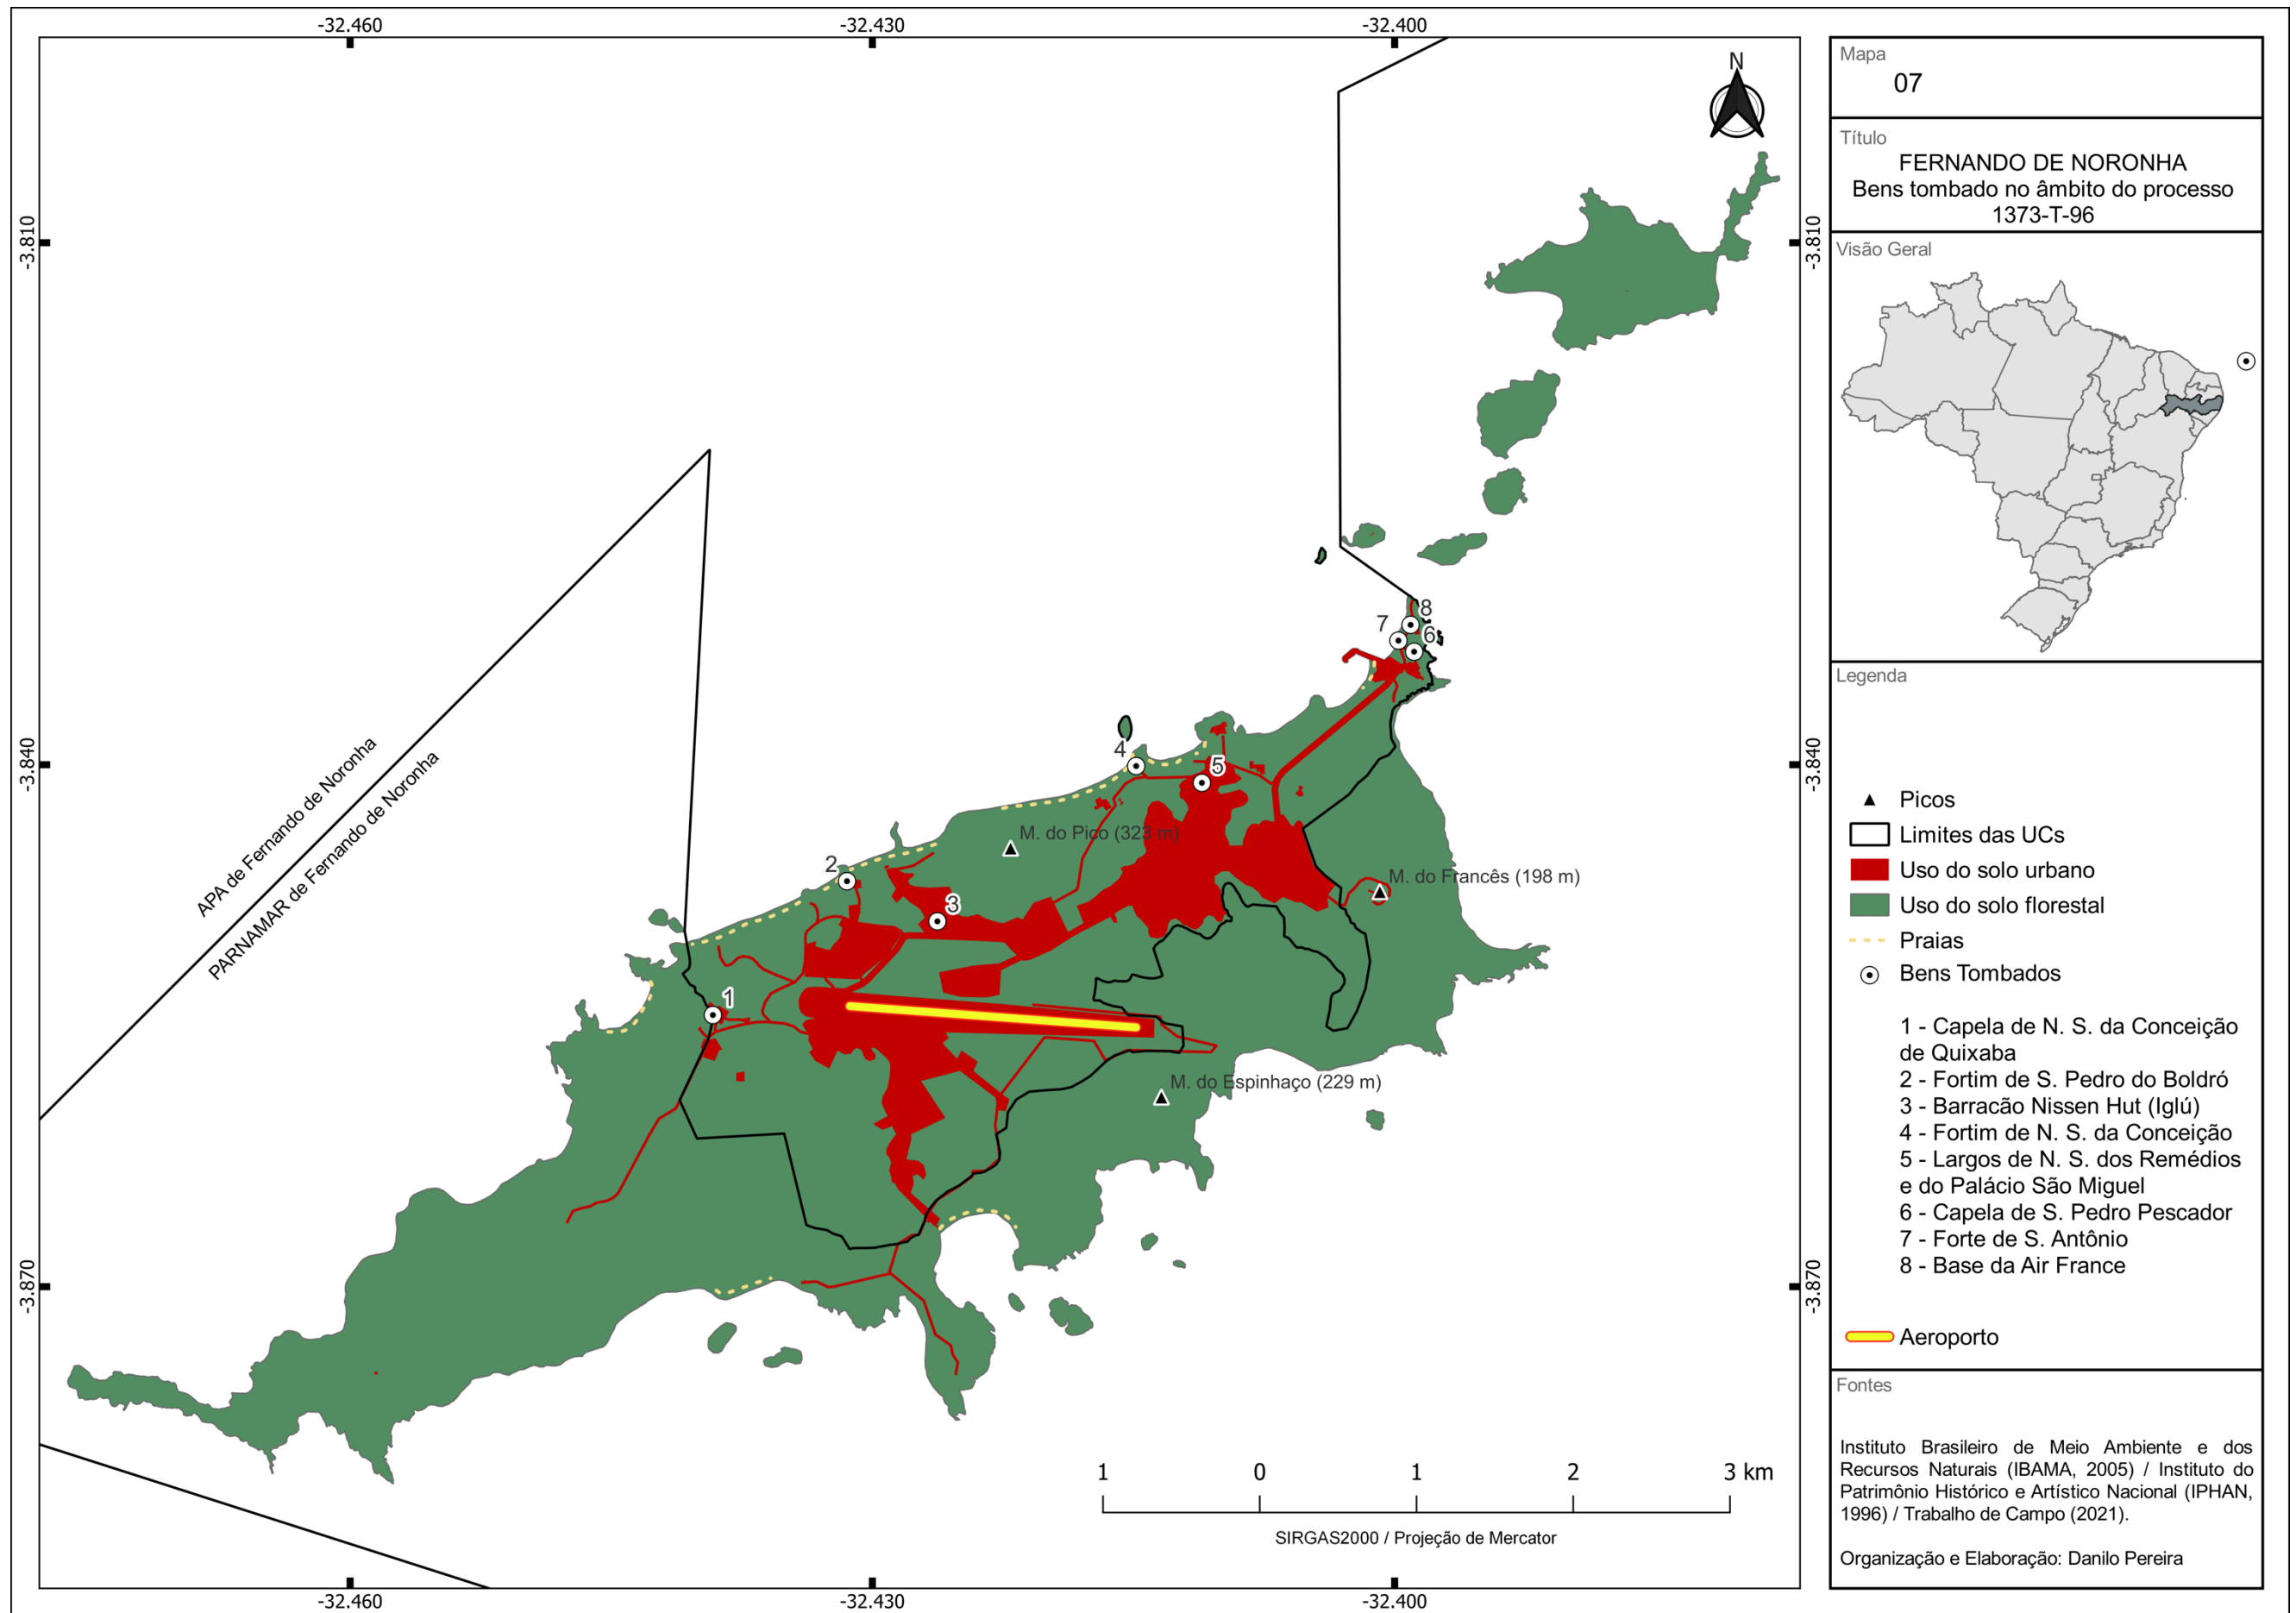 -32.460
-32.430
-32.400
N
-3.810
-3.810
-3.840
-3.840
-3.870
-3.870
APA de Fernando de Noronha
PARNAMAR de Fernando de Noronha
8
7
6
4
5
M. do Pico (323 m)
2
M. do Francês (198 m)
3
1
M. do Espinhaço (229 m)
1
0
1
2
3 km
SIRGAS2000 / Projeção de Mercator
-32.460
-32.430
-32.400
Mapa
07
Título
FERNANDO DE NORONHA
Bens tombado no âmbito do processo
1373-T-96
Visão Geral
Legenda
Picos
Limites das UCs
Uso do solo urbano
Uso do solo florestal
Praias
Bens Tombados
1 - Capela de N. S. da Conceição
de Quixaba
2 - Fortim de S. Pedro do Boldró
3 - Barracão Nissen Hut (Iglú)
4 - Fortim de N. S. da Conceição
5 - Largos de N. S. dos Remédios
e do Palácio São Miguel
6 - Capela de S. Pedro Pescador
7 - Forte de S. Antônio
8 - Base da Air France
Aeroporto
Fontes
Instituto Brasileiro de Meio Ambiente e dos
Recursos Naturais (IBAMA, 2005) / Instituto do
Patrimônio Histórico e Artístico Nacional (IPHAN,
1996) / Trabalho de Campo (2021).
Organização e Elaboração: Danilo Pereira